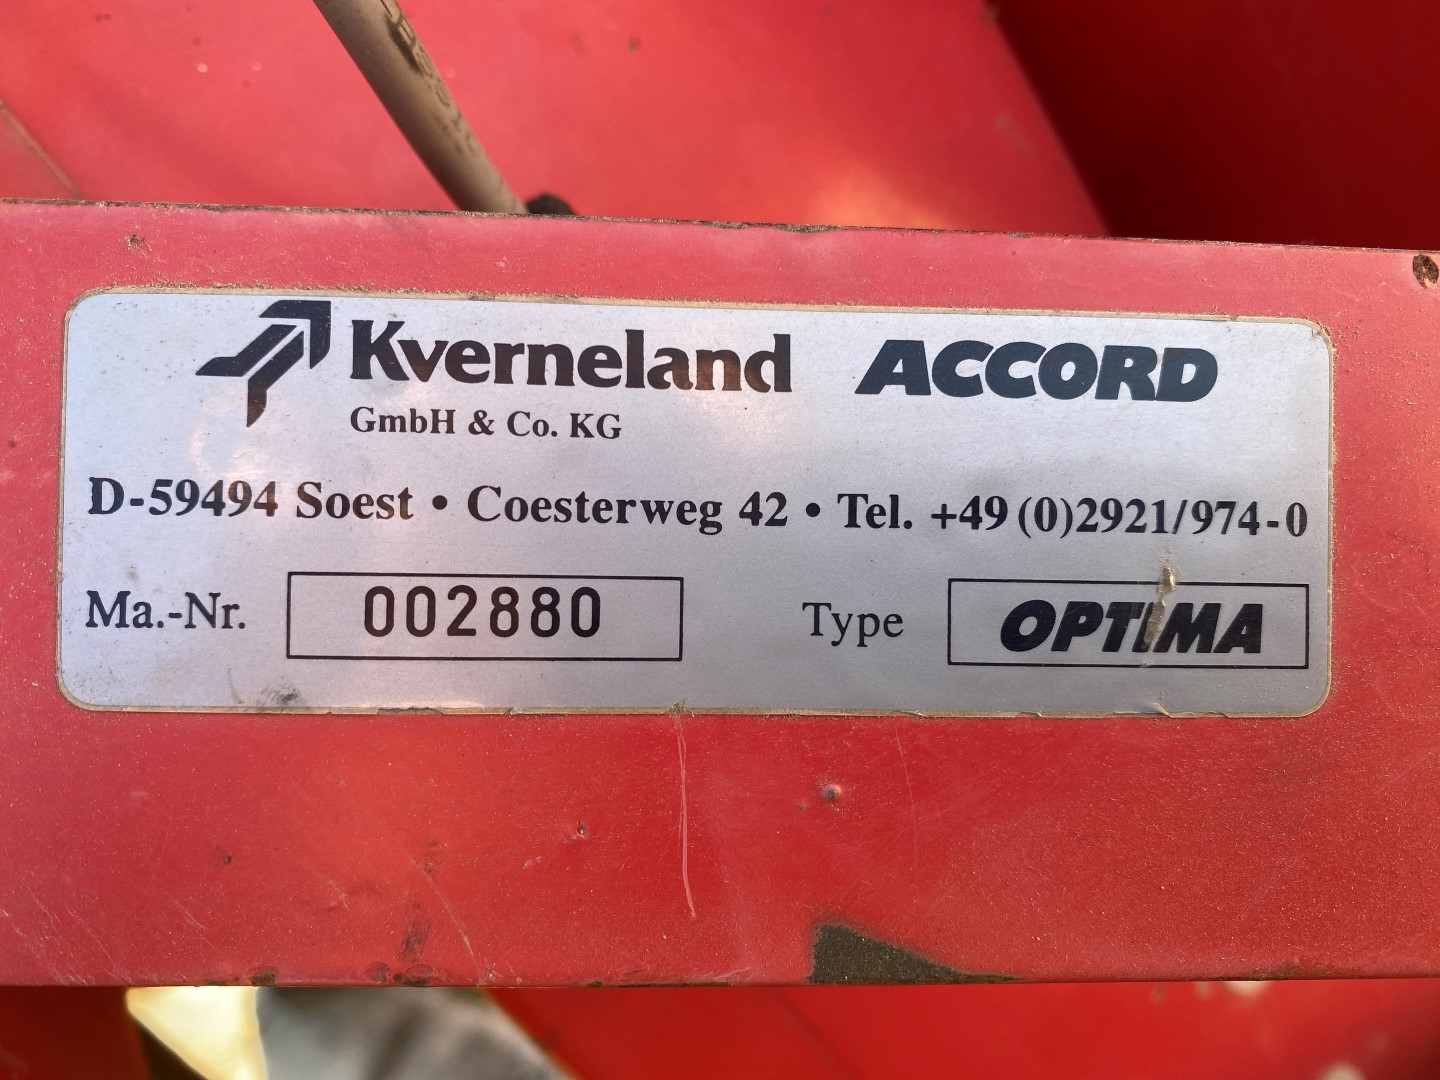 Kverneland ACCORD
GmbH & Co. KG
D-59494 Soest • Coesterweg 42 • Tel. +49 (0)2921/974-0
Ma.-Nr. 002880 Type OPTIMA